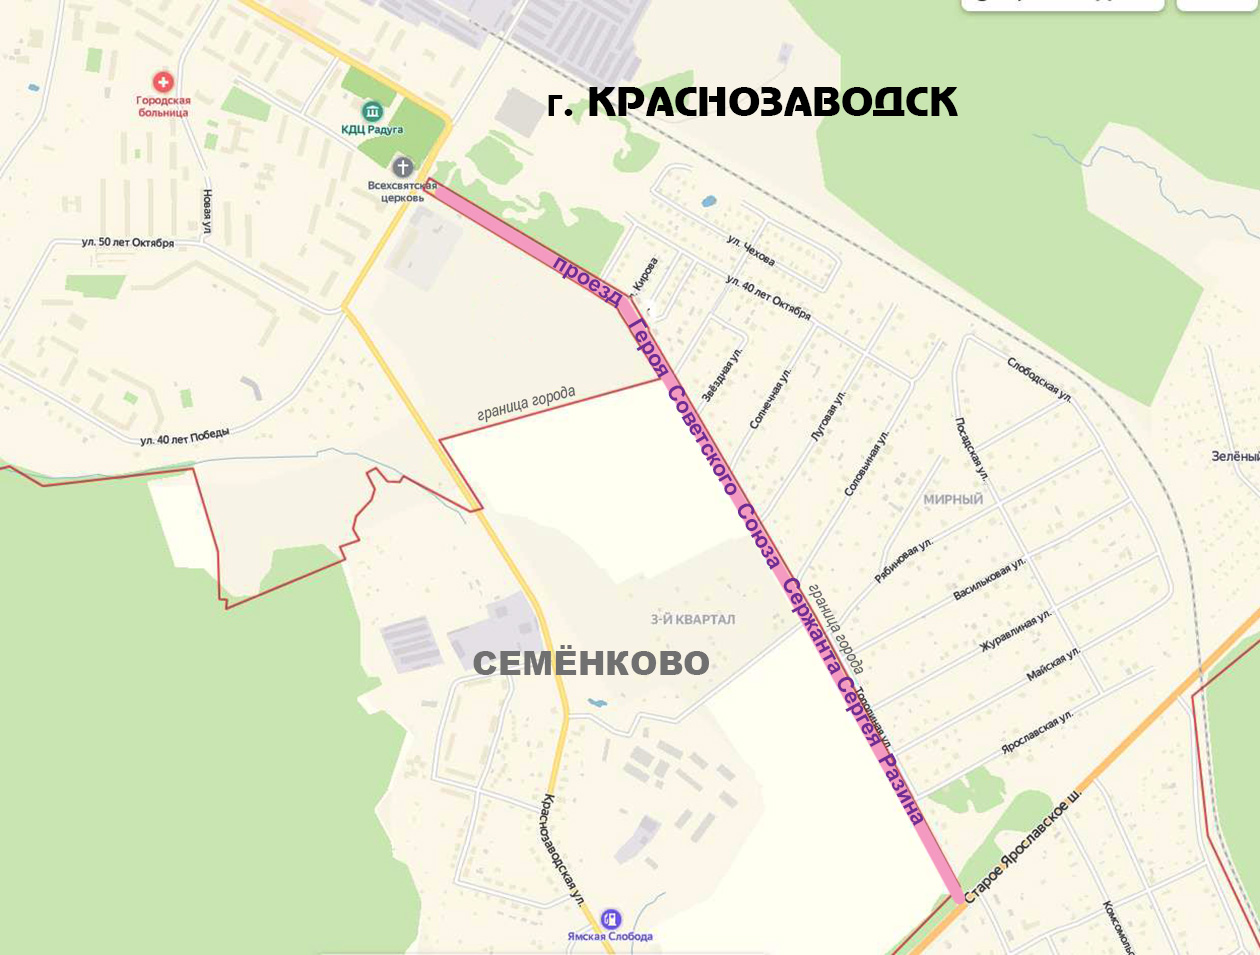 г. КРАСНОЗАВОДСК
Городская
больница
КДЦ Радуга
Всехсвятская
церковь
Новая ул
ул. 50 лет Октября
ул. Чехова
Кирова
ул. 40 лет Октября
проезд Героя Советского Союза Сержанта Сергея Разина
Звёздная ул.
Солнечная ул.
Луговая ул.
Соловьиная ул.
Слободская ул.
Посадская ул.
Зелёный
граница города
ул. 40 лет Победы
МИРНЫЙ
Рябиновая ул.
Васильковая ул.
граница города
3-Й КВАРТАЛ
Журавлиная ул.
СЕМЁНКОВО
Майская ул.
Тополиная ул.
Ярославская ул.
Краснозаводская ул.
Старое Ярославское ш.
Ямская Слобода
Комсомоль